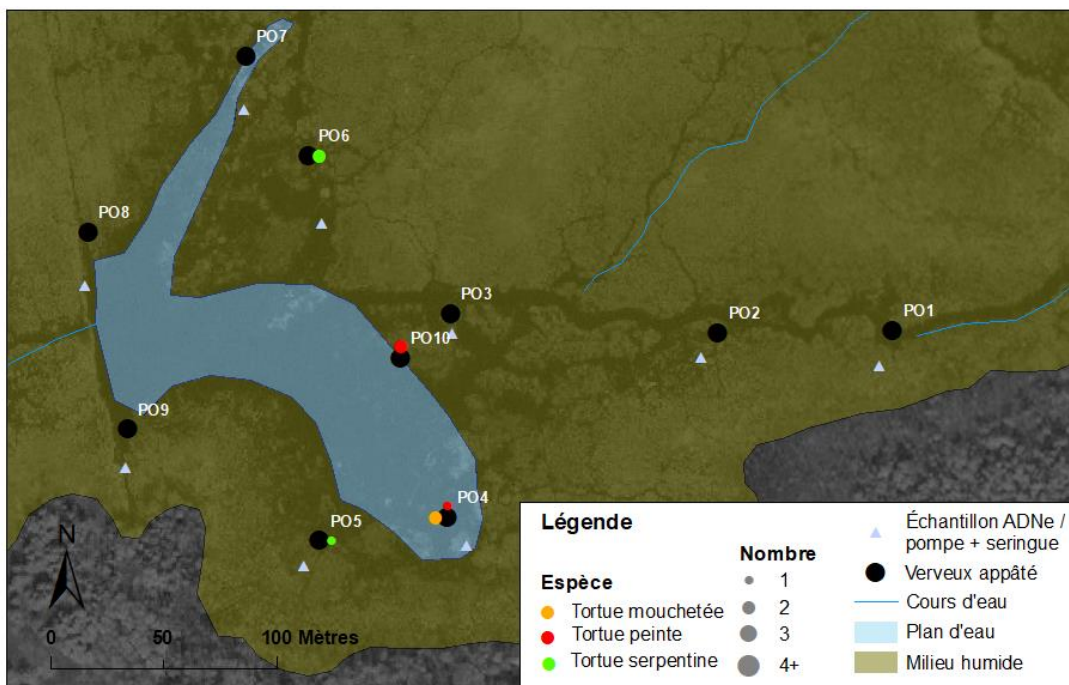 PO7
PO6
PO8
PO3
PO2
PO1
PO10
PO9
PO4
PO5
N
0 50 100 Mètres
Légende
Espèce
Tortue mouchetée
Tortue peinte
Tortue serpentine
Nombre
1
2
3
4+
Échantillon ADNe /
pompe + seringue
Verveux appâté
Cours d'eau
Plan d'eau
Milieu humide